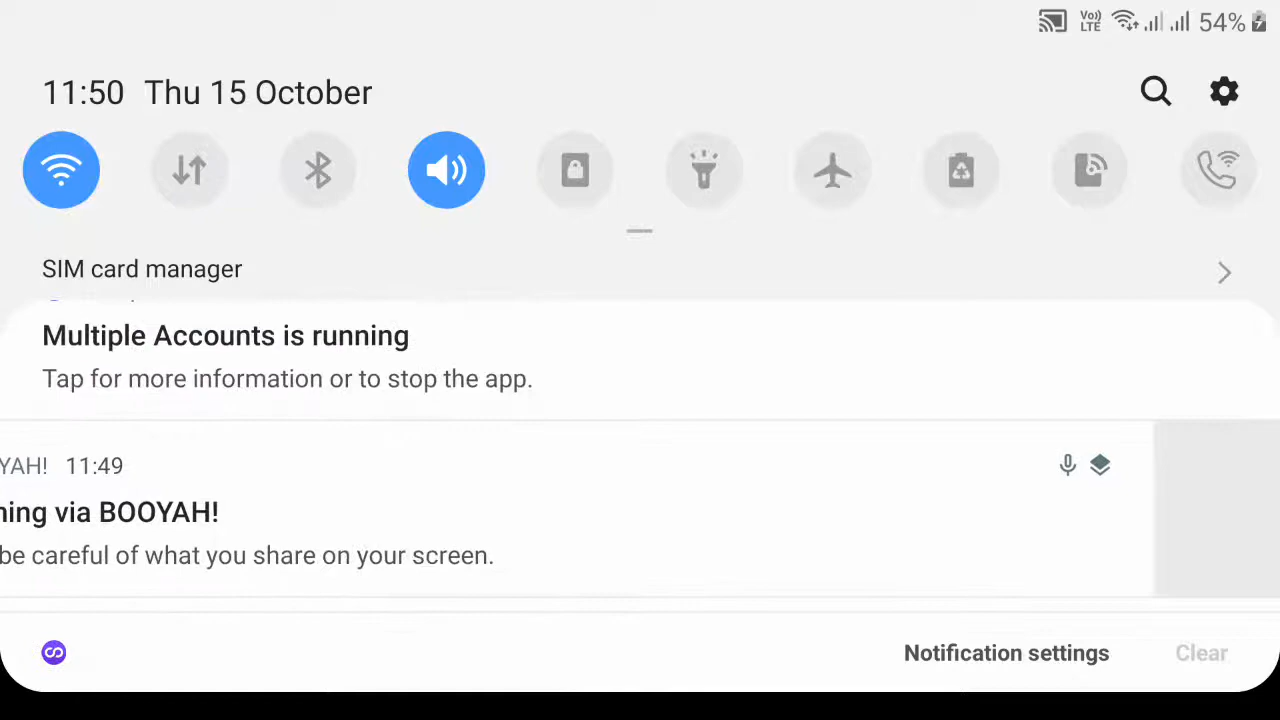 Vo)) LTE 54%
11:50 Thu 15 October
SIM card manager
Multiple Accounts is running
Tap for more information or to stop the app.
YAH! 11:49
ning via BOOYAH!
be careful of what you share on your screen.
Notification settings Clear